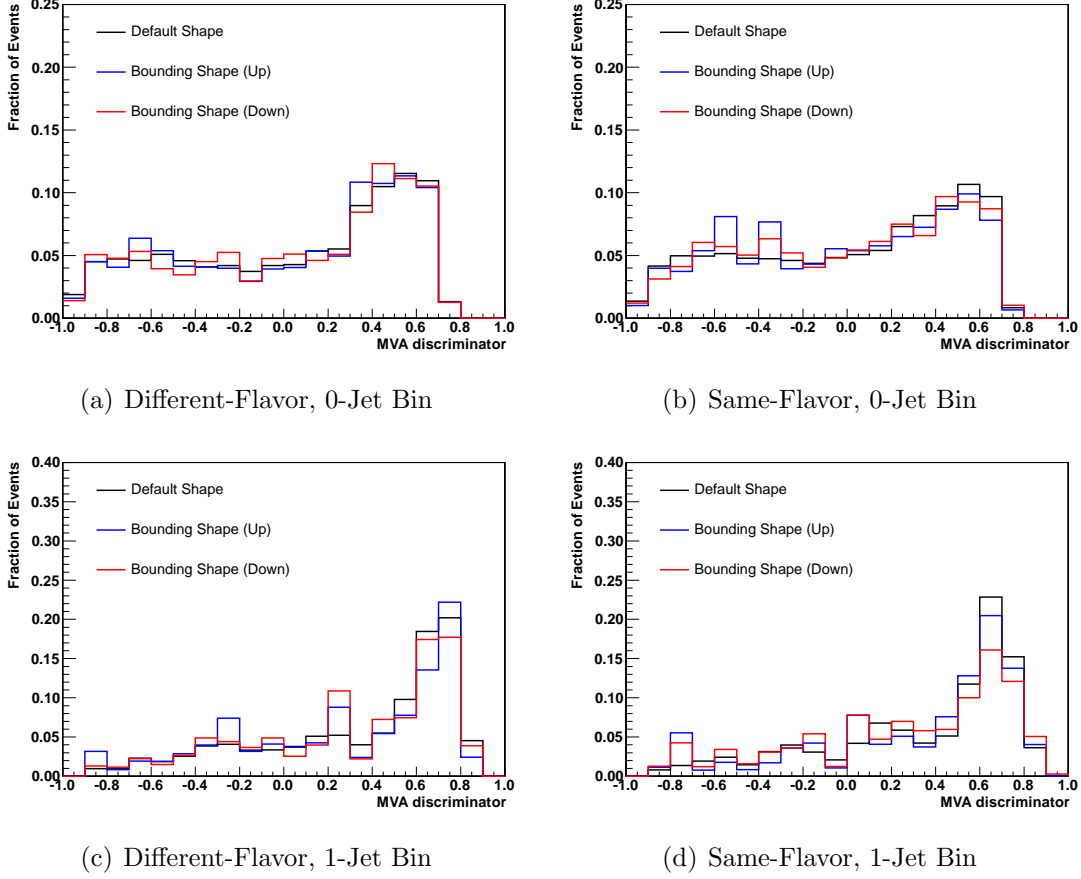 Fraction of Events
0.25
0.20
0.15
0.10
0.05
0.00
Default Shape
Bounding Shape (Up)
Bounding Shape (Down)
-1.0 -0.8 -0.6 -0.4 -0.2 0.0 0.2 0.4 0.6 0.8 1.0
MVA discriminator
(a) Different-Flavor, 0-Jet Bin
Fraction of Events
0.25
0.20
0.15
0.10
0.05
0.00
Default Shape
Bounding Shape (Up)
Bounding Shape (Down)
-1.0 -0.8 -0.6 -0.4 -0.2 0.0 0.2 0.4 0.6 0.8 1.0
MVA discriminator
(b) Same-Flavor, 0-Jet Bin
Fraction of Events
0.40
0.35
0.30
0.25
0.20
0.15
0.10
0.05
0.00
Default Shape
Bounding Shape (Up)
Bounding Shape (Down)
-1.0 -0.8 -0.6 -0.4 -0.2 0.0 0.2 0.4 0.6 0.8 1.0
MVA discriminator
(c) Different-Flavor, 1-Jet Bin
Fraction of Events
0.40
0.35
0.30
0.25
0.20
0.15
0.10
0.05
0.00
Default Shape
Bounding Shape (Up)
Bounding Shape (Down)
-1.0 -0.8 -0.6 -0.4 -0.2 0.0 0.2 0.4 0.6 0.8 1.0
MVA discriminator
(d) Same-Flavor, 1-Jet Bin